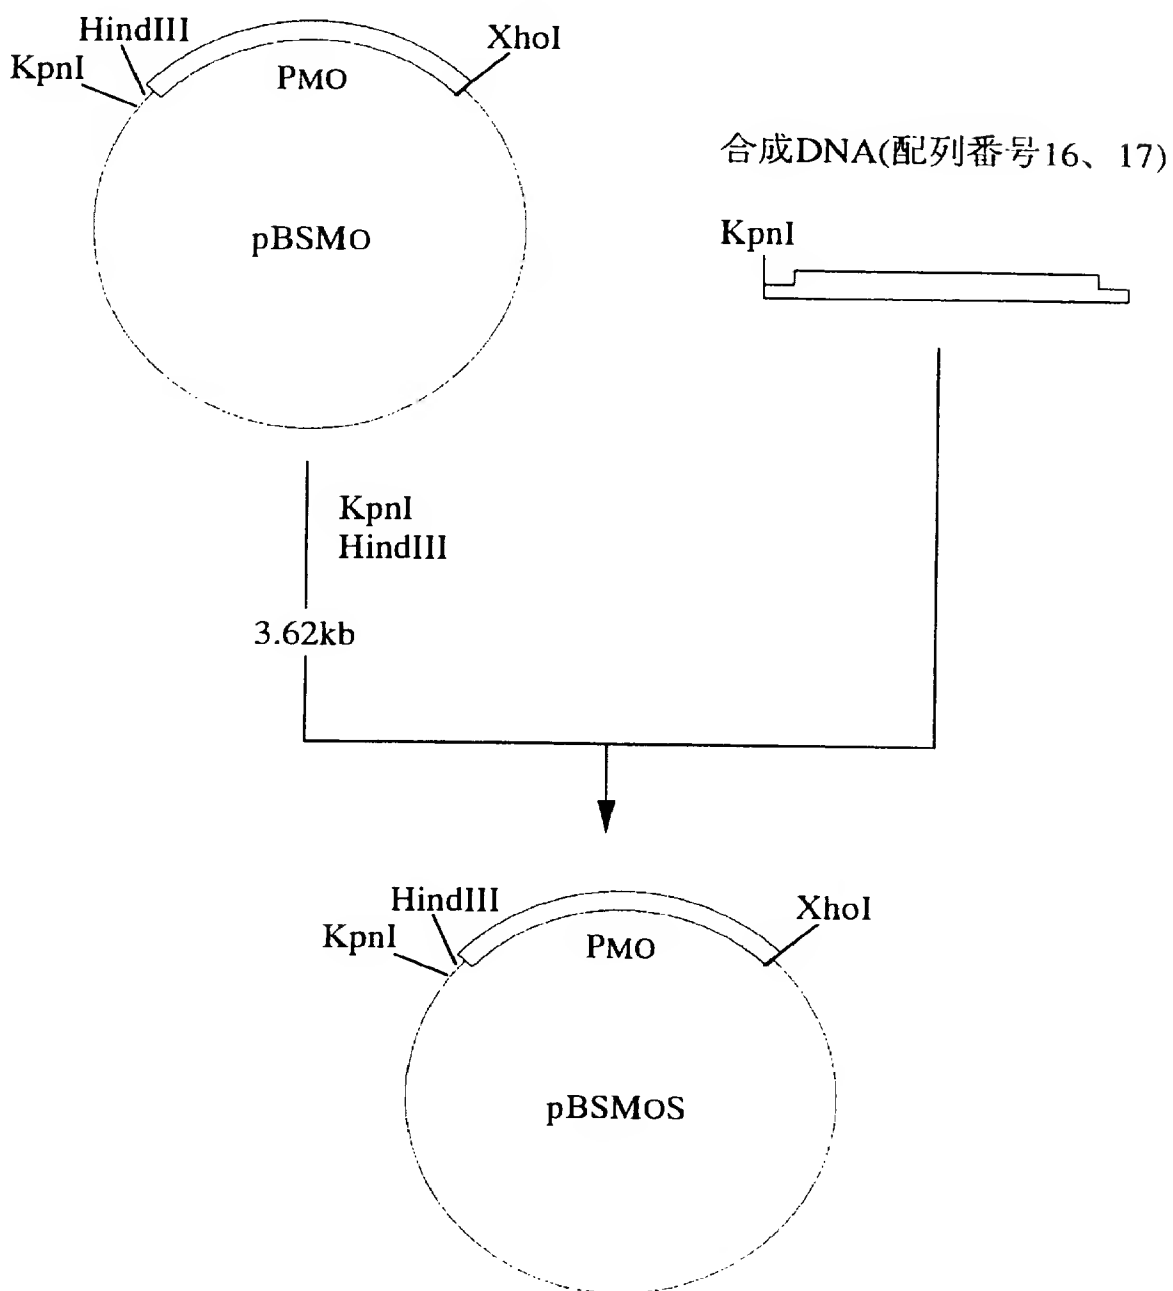 HindIII
XhoI
KpnI
PMO
pBSMO
合成DNA(配列番号16、17)
KpnI
KpnI
HindIII
3.62kb
HindIII
XhoI
KpnI
PMO
pBSMOS